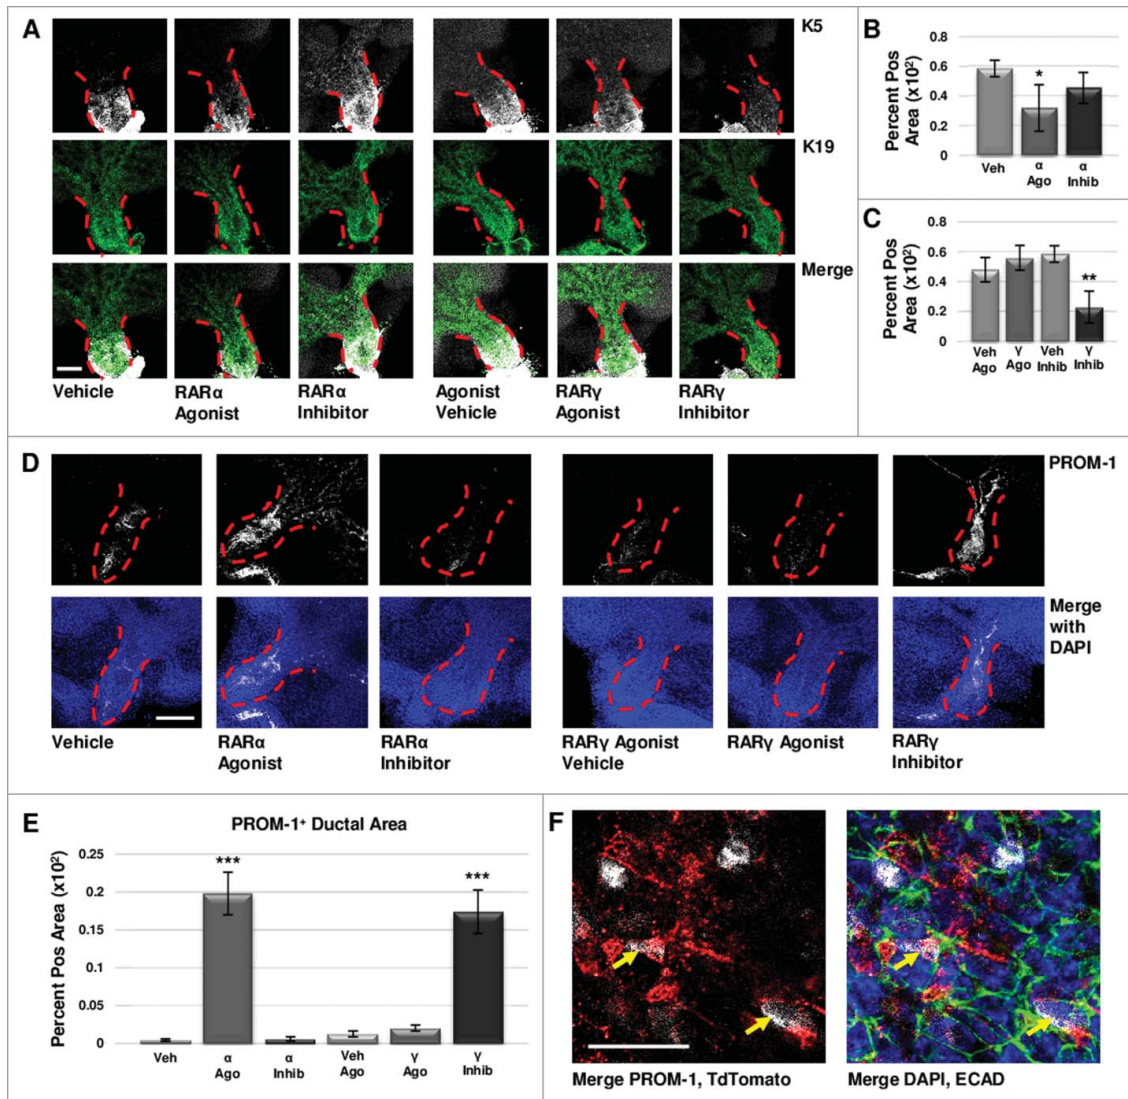 A
K5
K19
Merge
Vehicle
RARα
Agonist
RARα
Inhibitor
Agonist
Vehicle
RARγ
Agonist
RARγ
Inhibitor
B
Percent Pos
Area (x10²)
0.8
0.6
0.4
0.2
0
*
Veh
α
Ago
α
Inhib
C
Percent Pos
Area (x10²)
0.8
0.6
0.4
0.2
0
**
Veh
Ago
γ
Ago
Veh
Inhib
γ
Inhib
D
PROM-1
Merge
with
DAPI
Vehicle
RARα
Agonist
RARα
Inhibitor
RARγ Agonist
Vehicle
RARγ Agonist
RARγ
Inhibitor
E
PROM-1⁺ Ductal Area
Percent Pos Area (x10²)
0.25
0.2
0.15
0.1
0.05
0
***
***
Veh
α
Ago
α
Inhib
Veh
Ago
γ
Ago
γ
Inhib
F
Merge PROM-1, TdTomato
Merge DAPI, ECAD